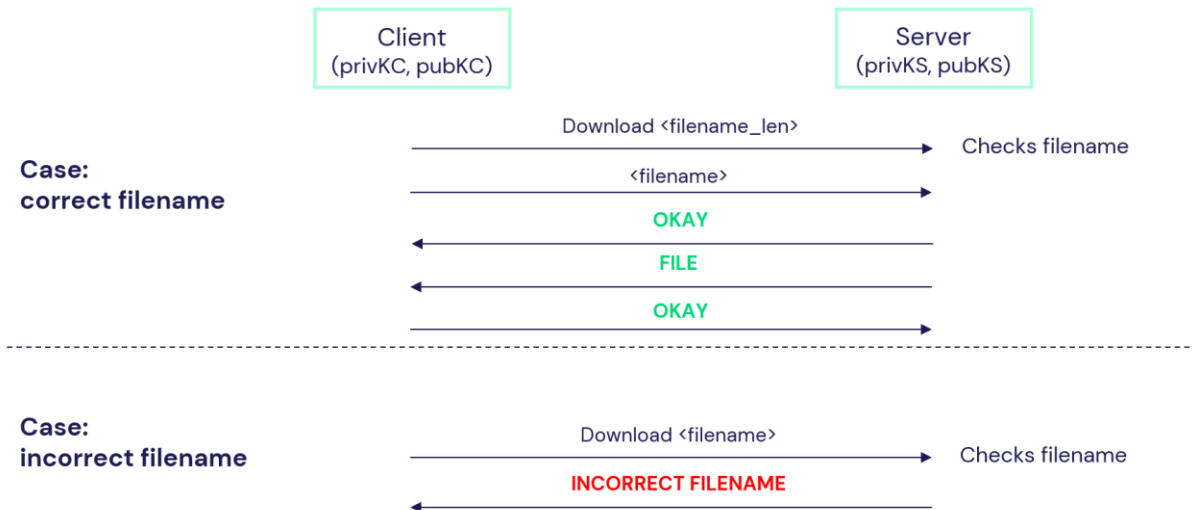 Client
(privKC, pubKC)
Server
(privKS, pubKS)
Download <filename_len>
Checks filename
Case:
correct filename
<filename>
OKAY
FILE
OKAY
Case:
incorrect filename
Download <filename>
Checks filename
INCORRECT FILENAME